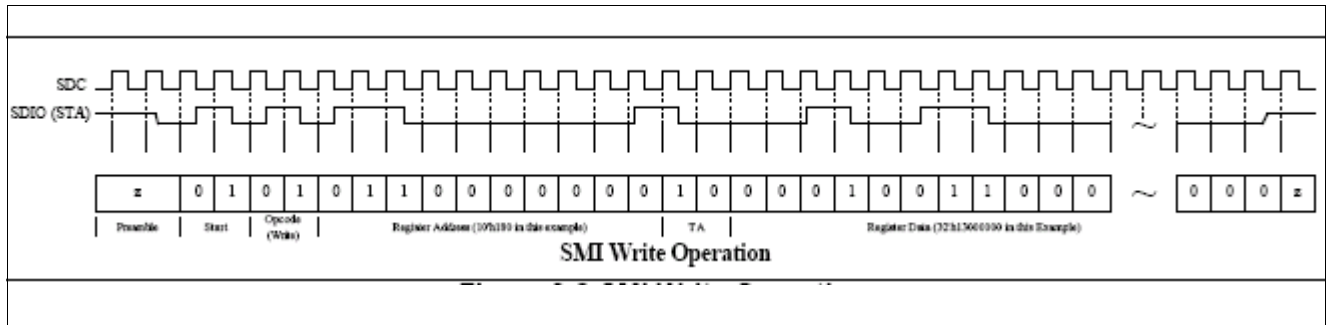 SDC
SDIO (STA)
~
z 0 1 0 1 0 1 1 0 0 0 0 0 0 0 1 0 0 0 0 1 0 0 1 1 0 0 0 ~ 0 0 0 z
Preamble Start Opcode (Write) Register Address (10'h180 in this example) TA Register Data (32'h13000000 in this Example)
SMI Write Operation